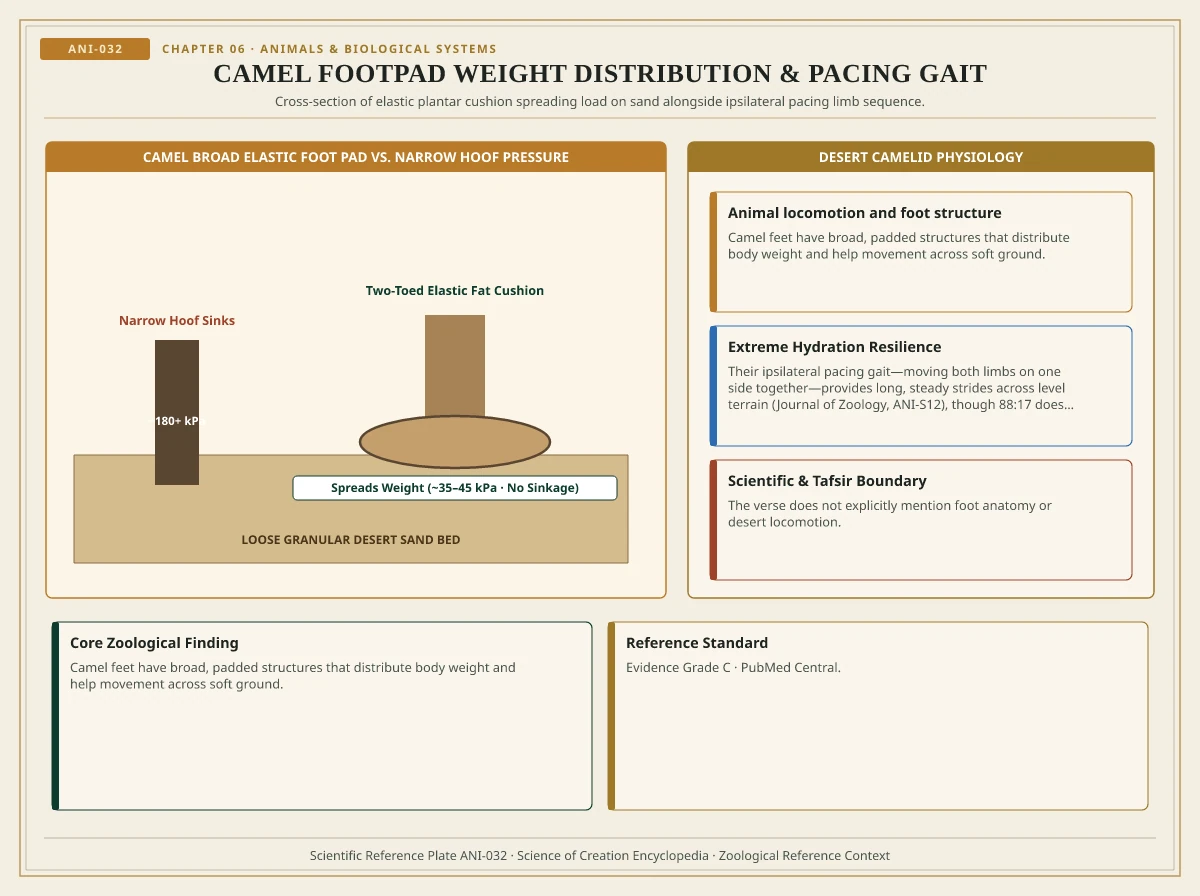 ANI-032
CHAPTER 06 · ANIMALS & BIOLOGICAL SYSTEMS
CAMEL FOOTPAD WEIGHT DISTRIBUTION & PACING GAIT
Cross-section of elastic plantar cushion spreading load on sand alongside ipsilateral pacing limb sequence.
CAMEL BROAD ELASTIC FOOT PAD VS. NARROW HOOF PRESSURE
Two-Toed Elastic Fat Cushion
Narrow Hoof Sinks
180+ kP
Spreads Weight (~35–45 kPa · No Sinkage)
LOOSE GRANULAR DESERT SAND BED
DESERT CAMELID PHYSIOLOGY
Animal locomotion and foot structure
Camel feet have broad, padded structures that distribute
body weight and help movement across soft ground.
Extreme Hydration Resilience
Their ipsilateral pacing gait—moving both limbs on one
side together—provides long, steady strides across level
terrain (Journal of Zoology, ANI-S12), though 88:17 does...
Scientific & Tafsir Boundary
The verse does not explicitly mention foot anatomy or
desert locomotion.
Core Zoological Finding
Camel feet have broad, padded structures that distribute body weight and
help movement across soft ground.
Reference Standard
Evidence Grade C · PubMed Central.
Scientific Reference Plate ANI-032 · Science of Creation Encyclopedia · Zoological Reference Context